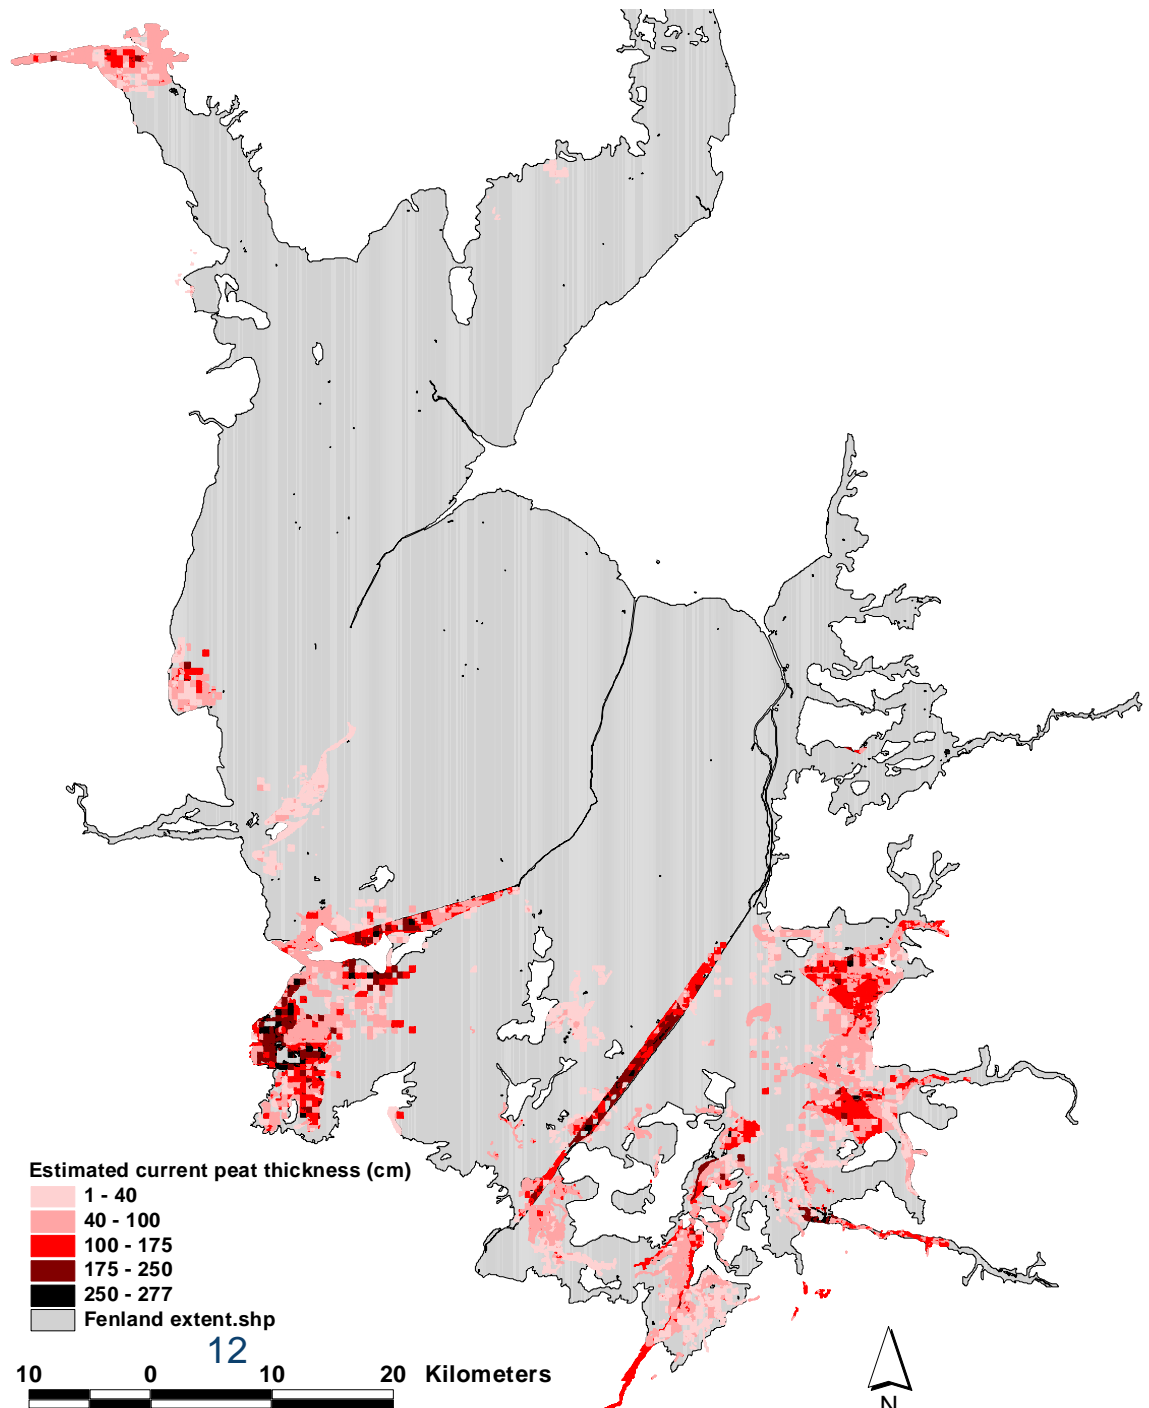 Estimated current peat thickness (cm)
1 - 40
40 - 100
100 - 175
175 - 250
250 - 277
Fenland extent.shp
12
10 0 10 20 Kilometers
N